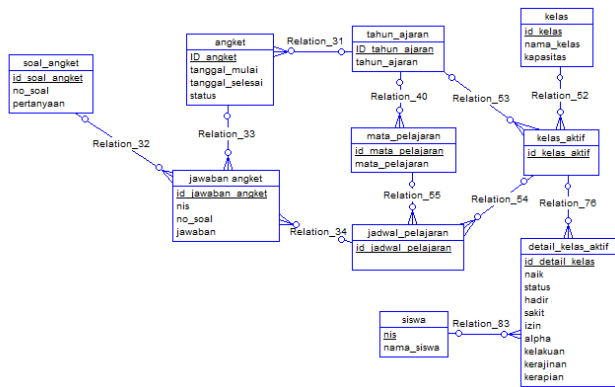 soal_angket
id_soal_angket
no_soal
pertanyaan
Relation_32
angket
ID_angket
tanggal_mulai
tanggal_selesai
status
Relation_31
Relation_33
tahun_ajaran
ID_tahun_ajaran
tahun_ajaran
Relation_40
Relation_53
kelas
id_kelas
nama_kelas
kapasitas
Relation_52
mata_pelajaran
id_mata_pelajaran
mata_pelajaran
Relation_55
kelas_aktif
id_kelas_aktif
Relation_54
Relation_76
jawaban angket
id_jawaban_angket
nis
no_soal
jawaban
Relation_34
jadwal_pelajaran
id_jadwal_pelajaran
detail_kelas_aktif
id_detail_kelas
naik
status
hadir
sakit
izin
alpha
kelakuan
kerajinan
kerapian
siswa
nis
nama_siswa
Relation_83